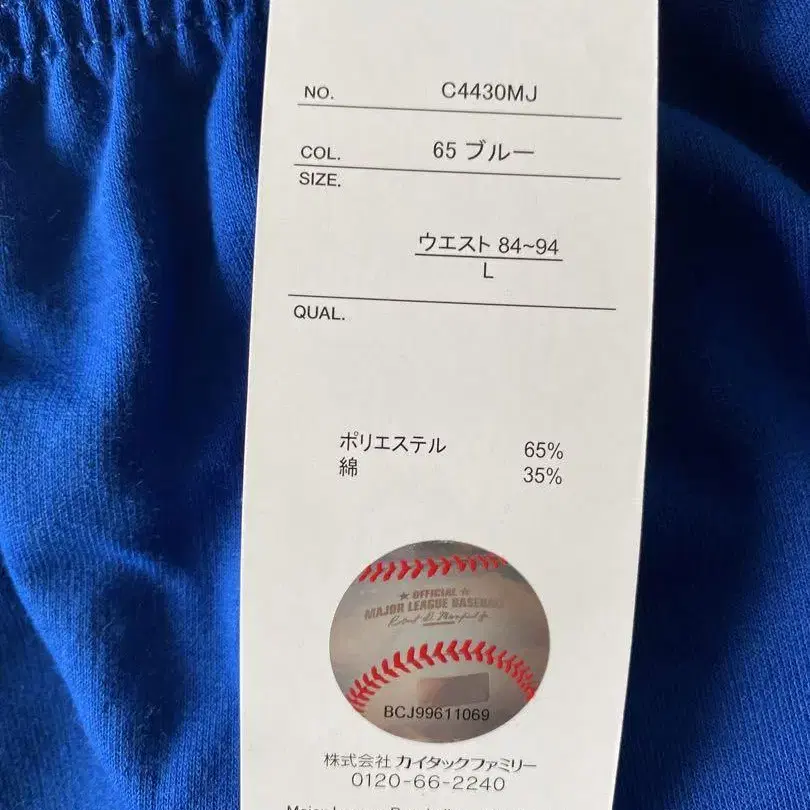 NO. C4430MJ
COL. 65 ブルー
SIZE.
ウエスト 84~94
L
QUAL.
ポリエステル 65%
綿 35%
★ OFFICIAL ★
MAJOR LEAGUE BASEBALL
BCJ99611069
株式会社 カイタックファミリー
0120-66-2240